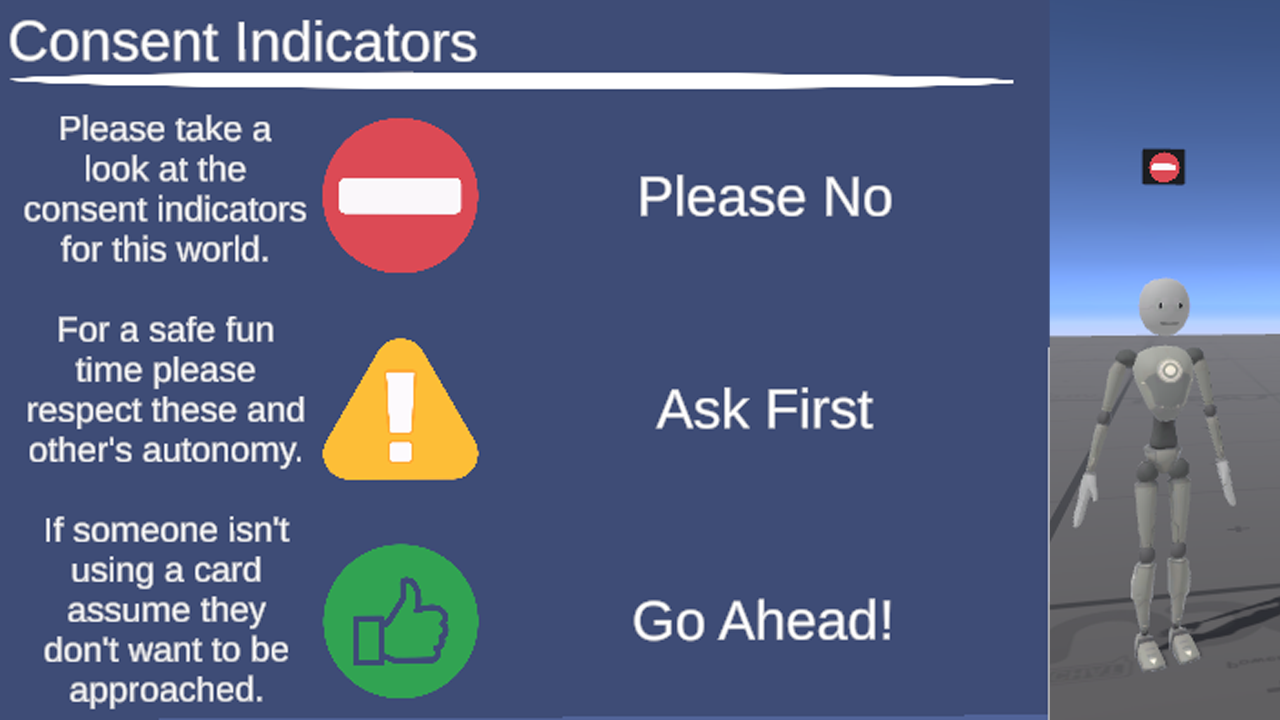 Consent Indicators
Please take a
look at the
consent indicators
for this world.
Please No
For a safe fun
time please
respect these and
other's autonomy.
Ask First
If someone isn't
using a card
assume they
don't want to be
approached.
Go Ahead!